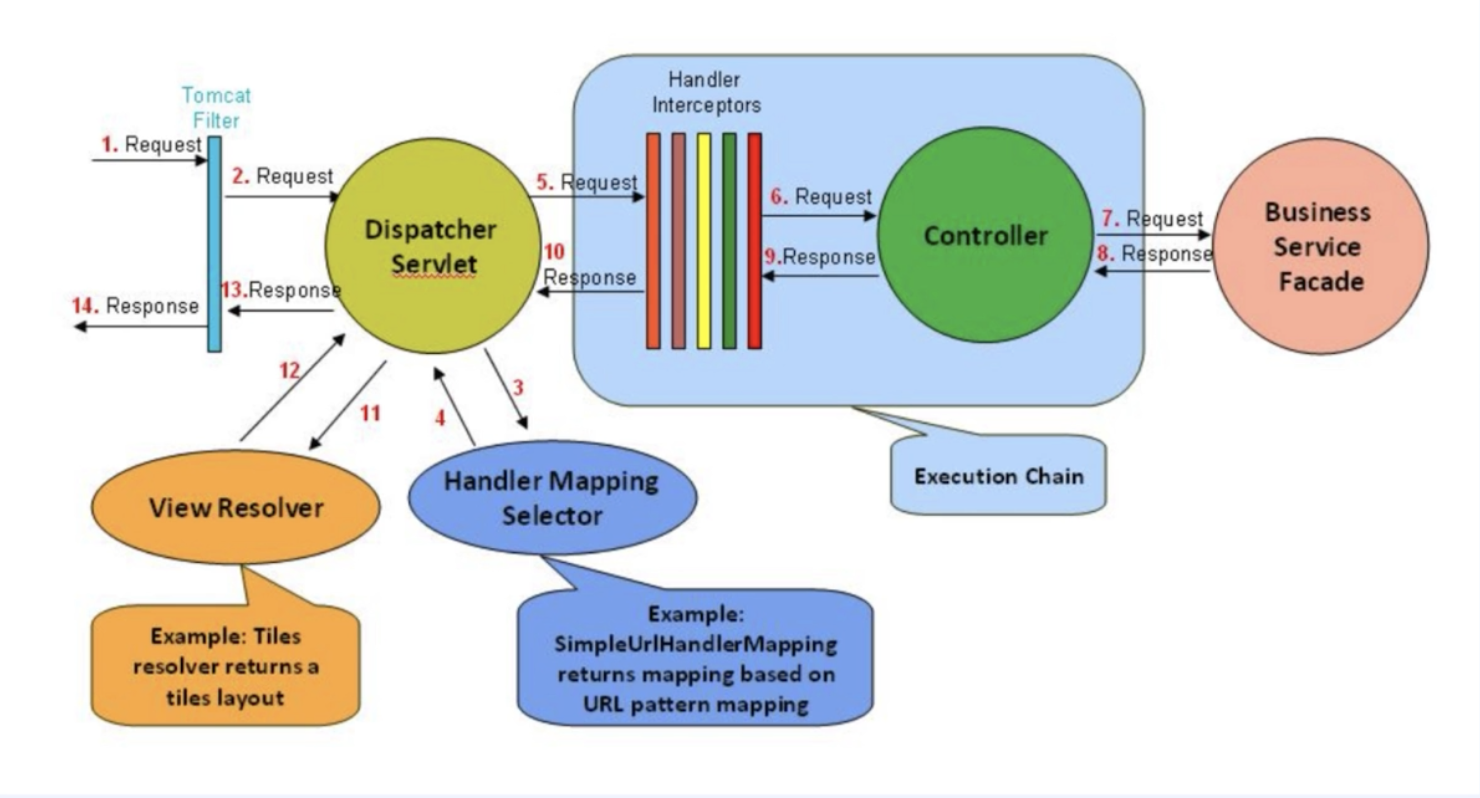 Tomcat
Filter
1. Request
2. Request
13.Response
14. Response
Dispatcher
Servlet
5. Request
10
Response
Handler
Interceptors
6. Request
9.Response
Controller
7. Request
8. Response
Business
Service
Facade
12
11
4
3
View Resolver
Handler Mapping
Selector
Execution Chain
Example: Tiles
resolver returns a
tiles layout
Example:
SimpleUrlHandlerMapping
returns mapping based on
URL pattern mapping